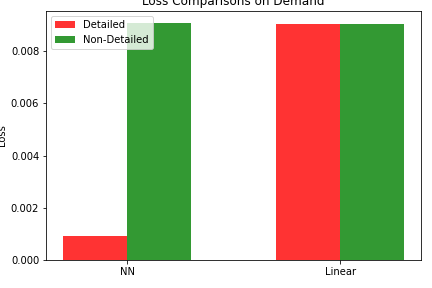 Loss Comparisons on Demand
Detailed
Non-Detailed
0.008
0.006
0.004
0.002
0.000
Loss
NN
Linear